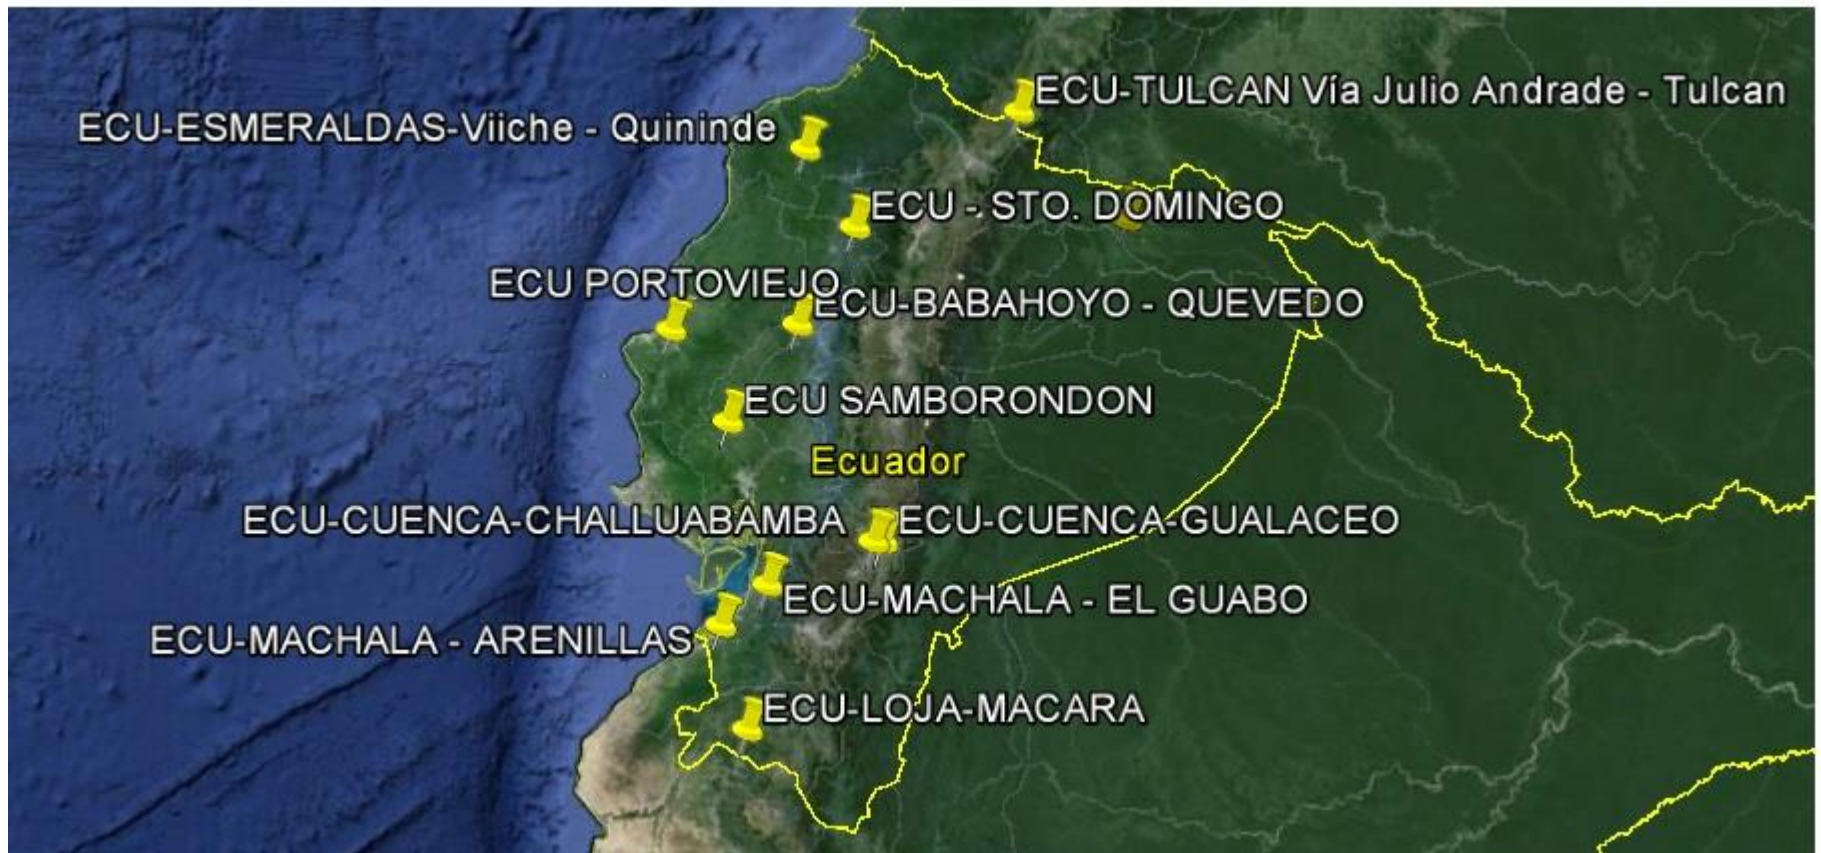 ECU-TULCAN Vía Julio Andrade - Tulcan
ECU-ESMERALDAS-Viiche - Quininde
ECU - STO. DOMINGO
ECU PORTOVIEJO
ECU-BABAHOYO - QUEVEDO
ECU SAMBORONDON
Ecuador
ECU-CUENCA-CHALLUABAMBA
ECU-CUENCA-GUALACEO
ECU-MACHALA - EL GUABO
ECU-MACHALA - ARENILLAS
ECU-LOJA-MACARA